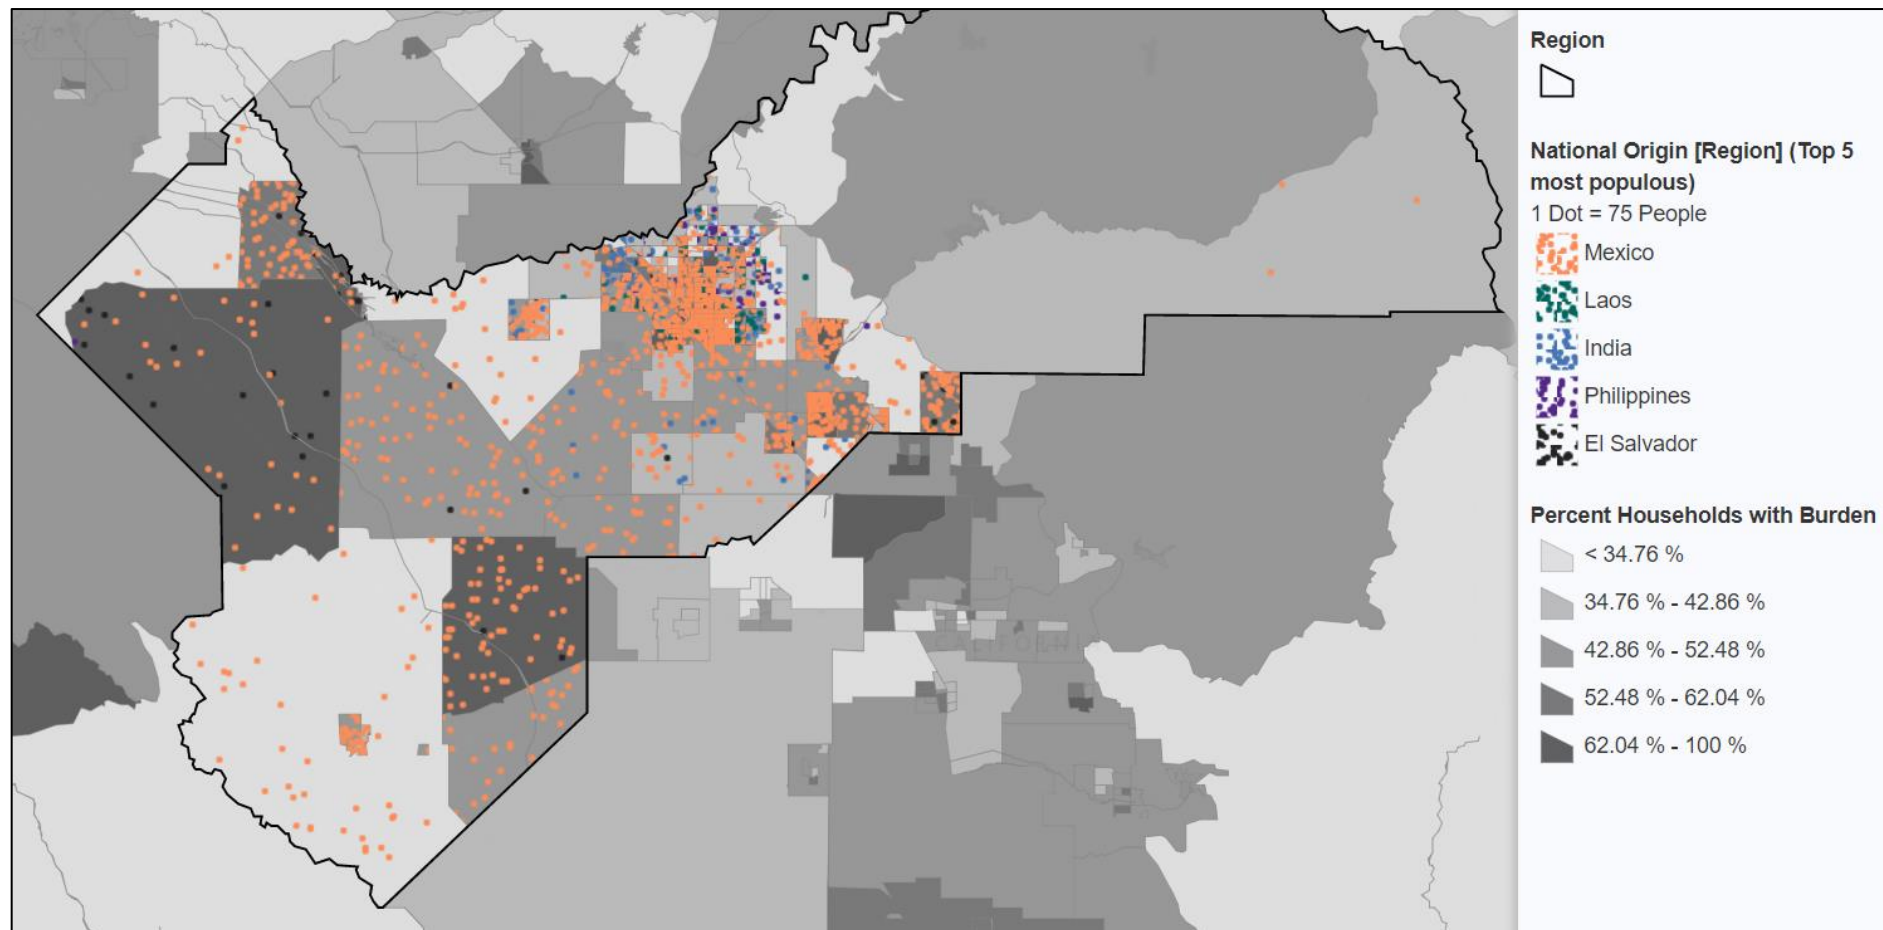 Region
National Origin [Region] (Top 5
most populous)
1 Dot = 75 People
Mexico
Laos
India
Philippines
El Salvador
Percent Households with Burden
< 34.76 %
34.76 % - 42.86 %
42.86 % - 52.48 %
52.48 % - 62.04 %
62.04 % - 100 %
CALIFORNIA